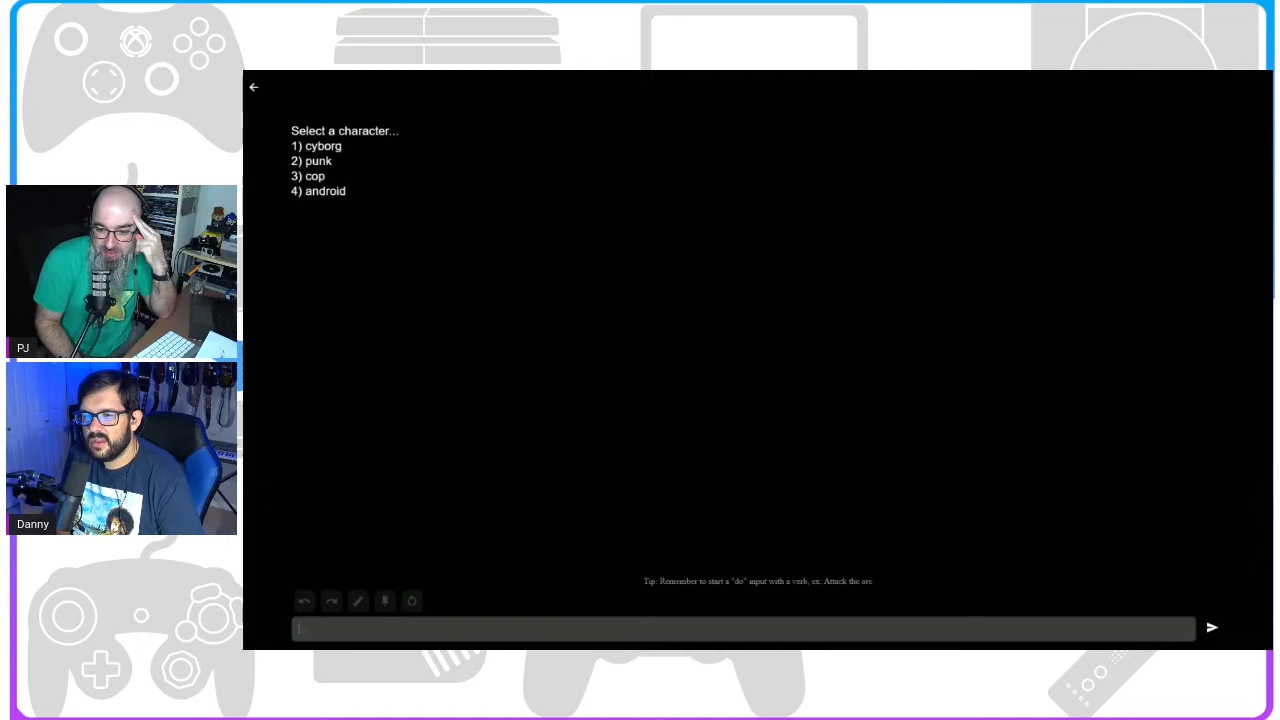 Select a character...
1) cyborg
2) punk
3) cop
4) android
PJ
Danny
Tip: Remember to start a "do" input with a verb, ex: Attack the orc